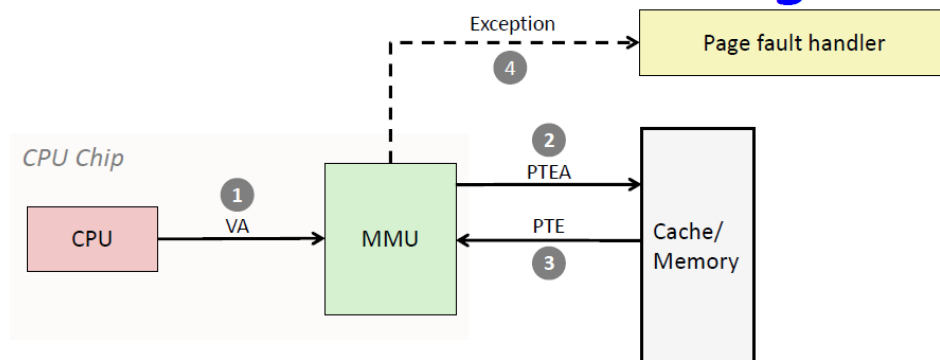 Exception
4
Page fault handler
CPU Chip
2
PTEA
1
VA
CPU
MMU
PTE
3
Cache/
Memory